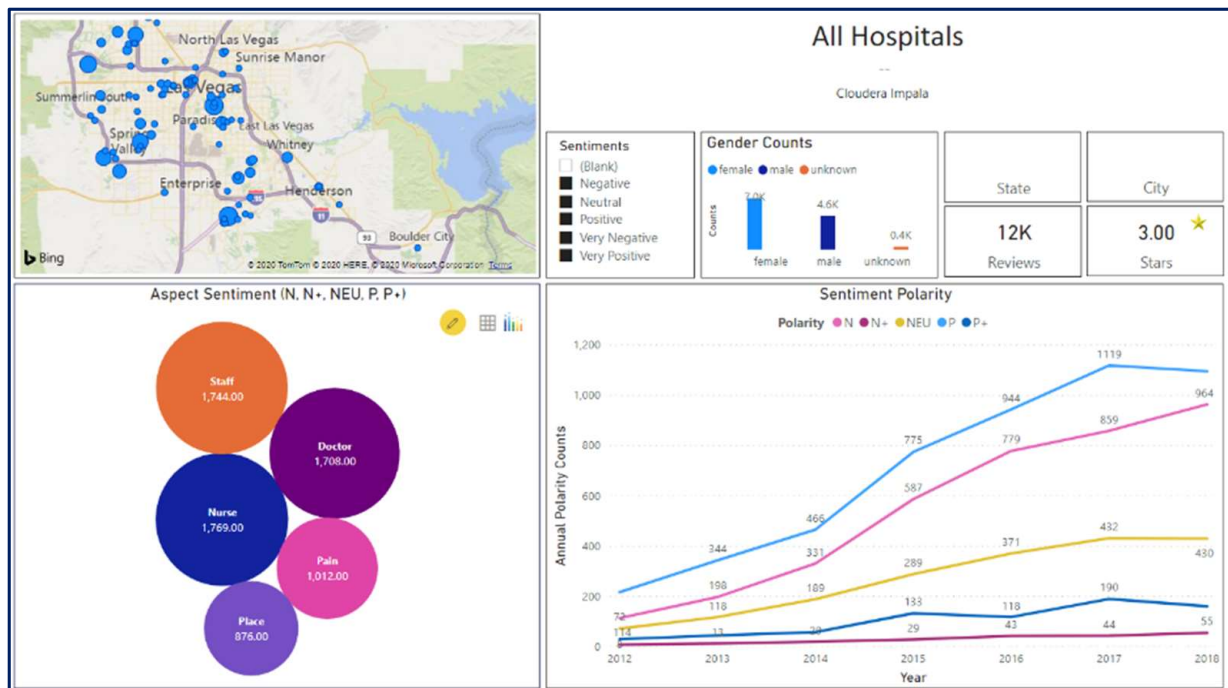 North Las Vegas
Sunrise Manor
Summerlin South
Las Vegas
Paradise
East Las Vegas
Spring Valley
Whitney
Enterprise
Henderson
Boulder City
93
Bing
© 2020 TomTom © 2020 HERE, © 2020 Microsoft Corporation Terms
All Hospitals
--
Cloudera Impala
Sentiments
(Blank)
Negative
Neutral
Positive
Very Negative
Very Positive
Gender Counts
female male unknown
Counts
7.0K
4.6K
0.4K
female male unknown
State
City
12K
Reviews
3.00
Stars
Aspect Sentiment (N, N+, NEU, P, P+)
Staff
1,744.00
Doctor
1,708.00
Nurse
1,769.00
Pain
1,012.00
Place
876.00
Sentiment Polarity
Polarity N N+ NEU P P+
Annual Polarity Counts
1,200
1,000
800
600
400
200
0
344 466 775 944 1119
198 331 587 779 859 964
72 118 189 289 371 432 430
114 13 133 118 190
29 43 44 55
2012 2013 2014 2015 2016 2017 2018
Year